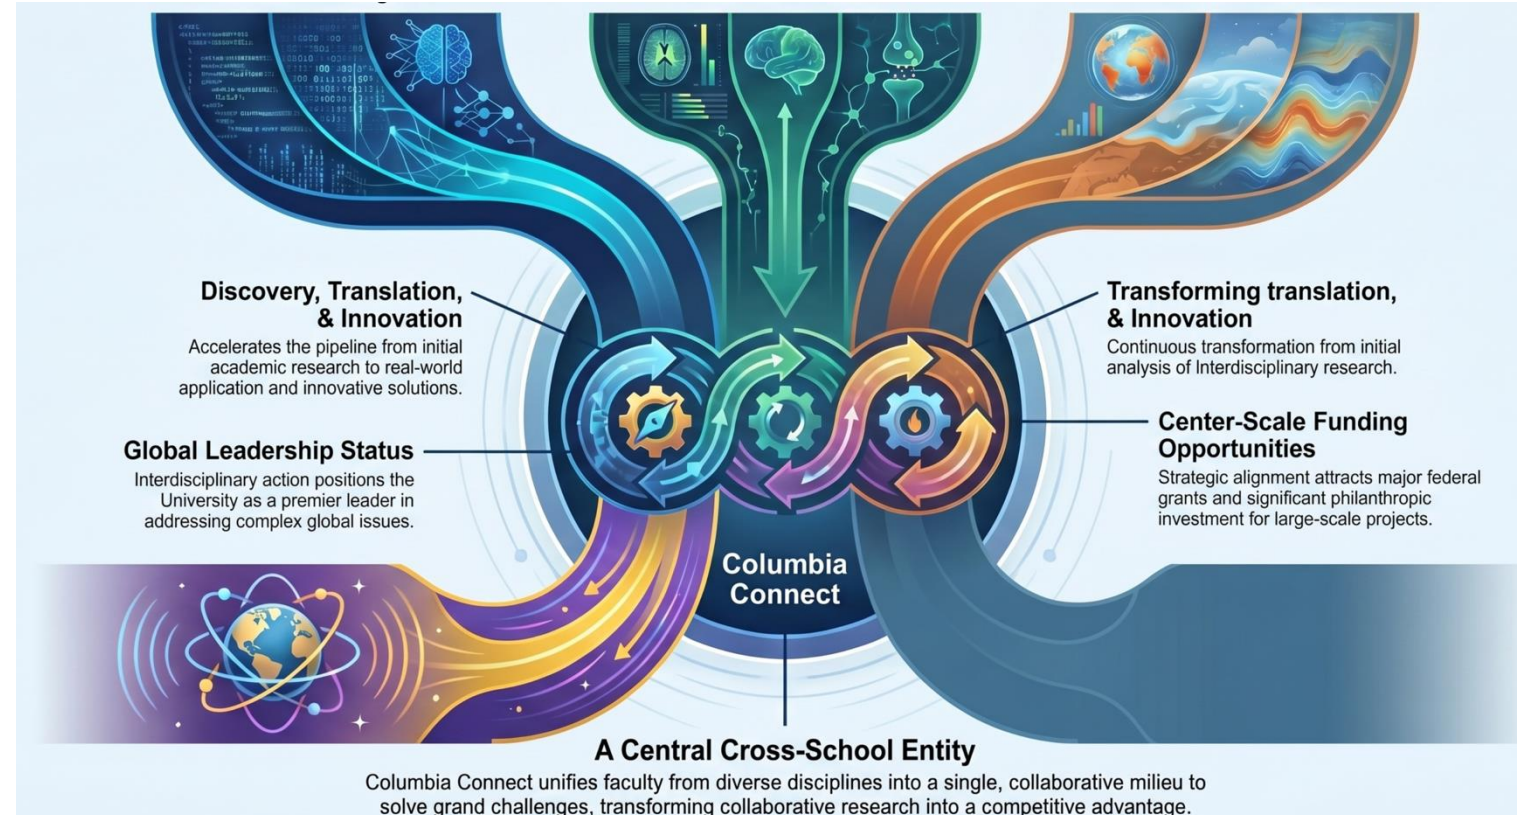 Discovery, Translation,
& Innovation
Accelerates the pipeline from initial
academic research to real-world
application and innovative solutions.
Global Leadership Status
Interdisciplinary action positions the
University as a premier leader in
addressing complex global issues.
Transforming translation,
& Innovation
Continuous transformation from initial
analysis of Interdisciplinary research.
Center-Scale Funding
Opportunities
Strategic alignment attracts major federal
grants and significant philanthropic
investment for large-scale projects.
Columbia
Connect
A Central Cross-School Entity
Columbia Connect unifies faculty from diverse disciplines into a single, collaborative milieu to
solve grand challenges, transforming collaborative research into a competitive advantage.